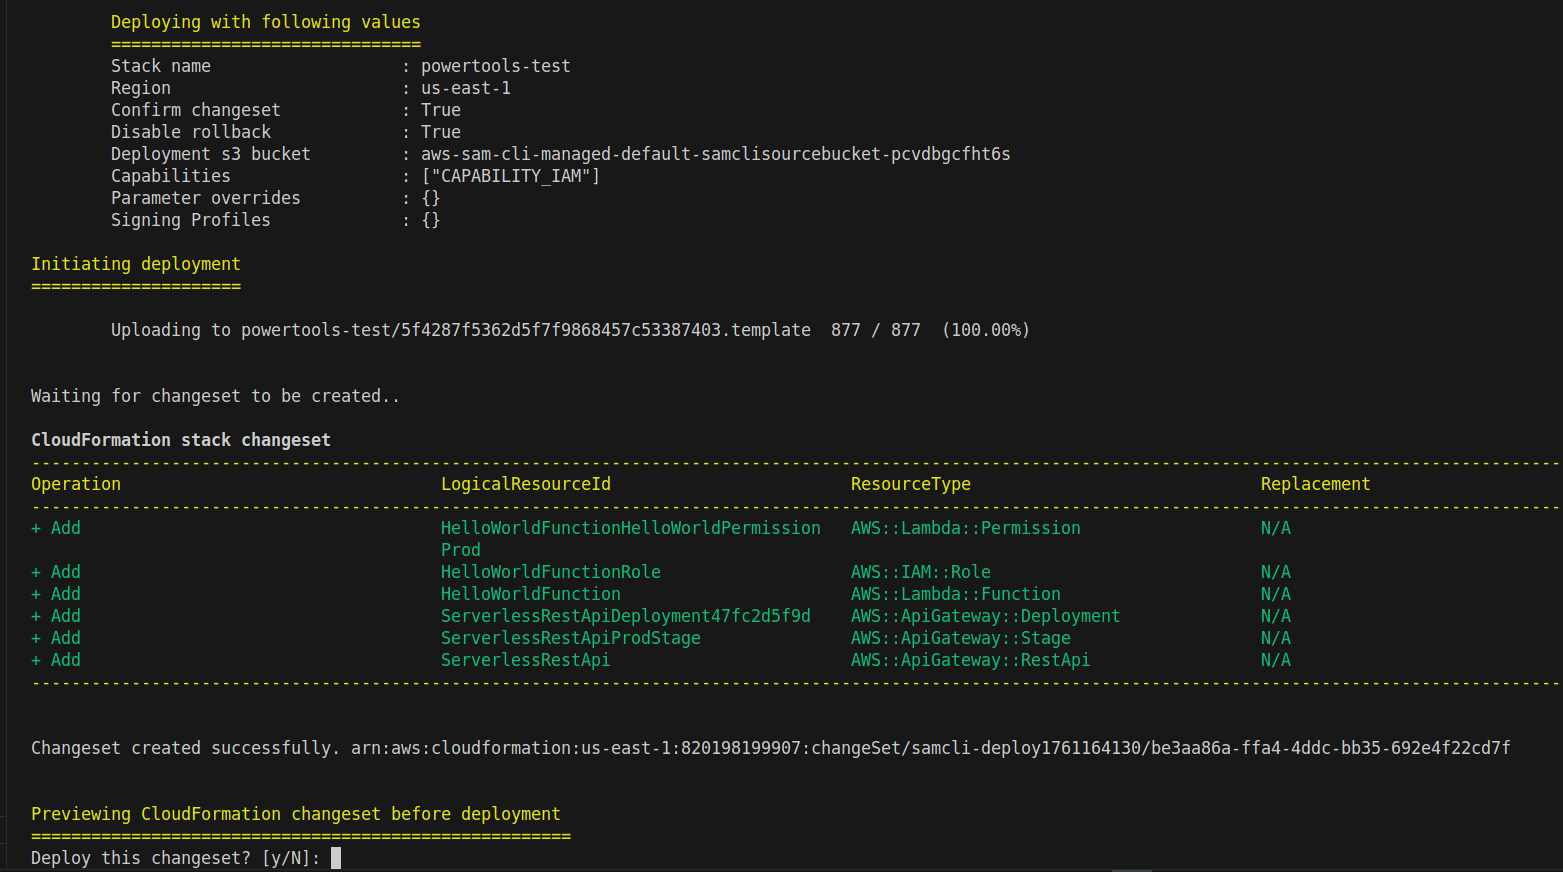 Deploying with following values
===============================
Stack name                   : powertools-test
Region                       : us-east-1
Confirm changeset            : True
Disable rollback             : True
Deployment s3 bucket         : aws-sam-cli-managed-default-samclisourcebucket-pcvdbgcfht6s
Capabilities                 : ["CAPABILITY_IAM"]
Parameter overrides          : {}
Signing Profiles             : {}
Initiating deployment
=====================
Uploading to powertools-test/5f4287f5362d5f7f9868457c53387403.template  877 / 877  (100.00%)
Waiting for changeset to be created..
CloudFormation stack changeset
---------------------------------------------------------------------------------------------------------------------------------------------------------
Operation                                LogicalResourceId                        ResourceType                             Replacement
---------------------------------------------------------------------------------------------------------------------------------------------------------
+ Add                                    HelloWorldFunctionHelloWorldPermission   AWS::Lambda::Permission                  N/A
Prod
+ Add                                    HelloWorldFunctionRole                   AWS::IAM::Role                           N/A
+ Add                                    HelloWorldFunction                       AWS::Lambda::Function                    N/A
+ Add                                    ServerlessRestApiDeployment47fc2d5f9d    AWS::ApiGateway::Deployment              N/A
+ Add                                    ServerlessRestApiProdStage               AWS::ApiGateway::Stage                   N/A
+ Add                                    ServerlessRestApi                        AWS::ApiGateway::RestApi                 N/A
---------------------------------------------------------------------------------------------------------------------------------------------------------
Changeset created successfully. arn:aws:cloudformation:us-east-1:820198199907:changeSet/samcli-deploy1761164130/be3aa86a-ffa4-4ddc-bb35-692e4f22cd7f
Previewing CloudFormation changeset before deployment
======================================================
Deploy this changeset? [y/N]: